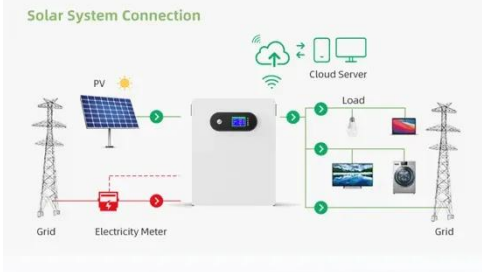 Solar System Connection
PV
Cloud Server
Load
Grid
Electricity Meter
Grid